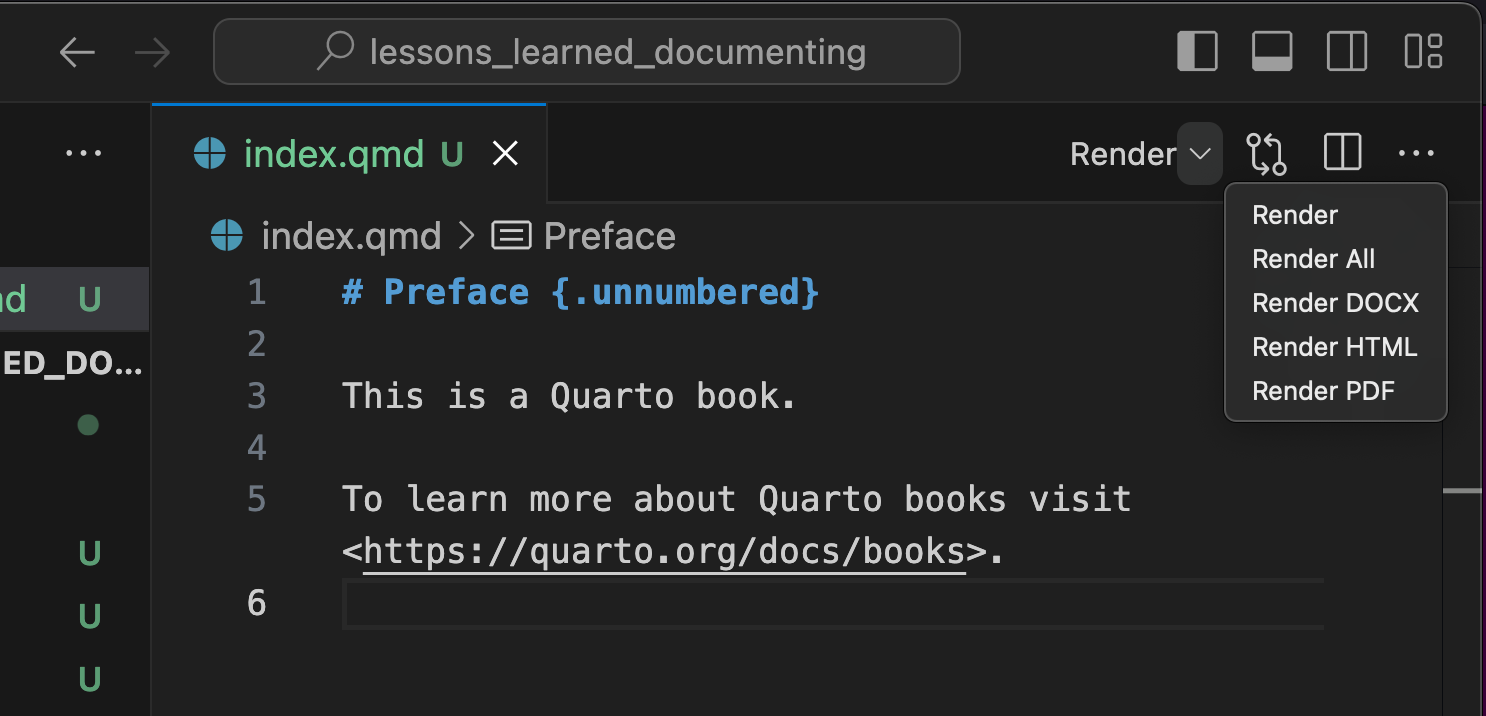 lessons_learned_documenting
...
index.qmd U
Render
...
Render
Render All
Render DOCX
Render HTML
Render PDF
index.qmd > Preface
1 # Preface {.unnumbered}
2
3 This is a Quarto book.
4
5 To learn more about Quarto books visit
<https://quarto.org/docs/books>.
6
U
ED_DO...
U
U
U